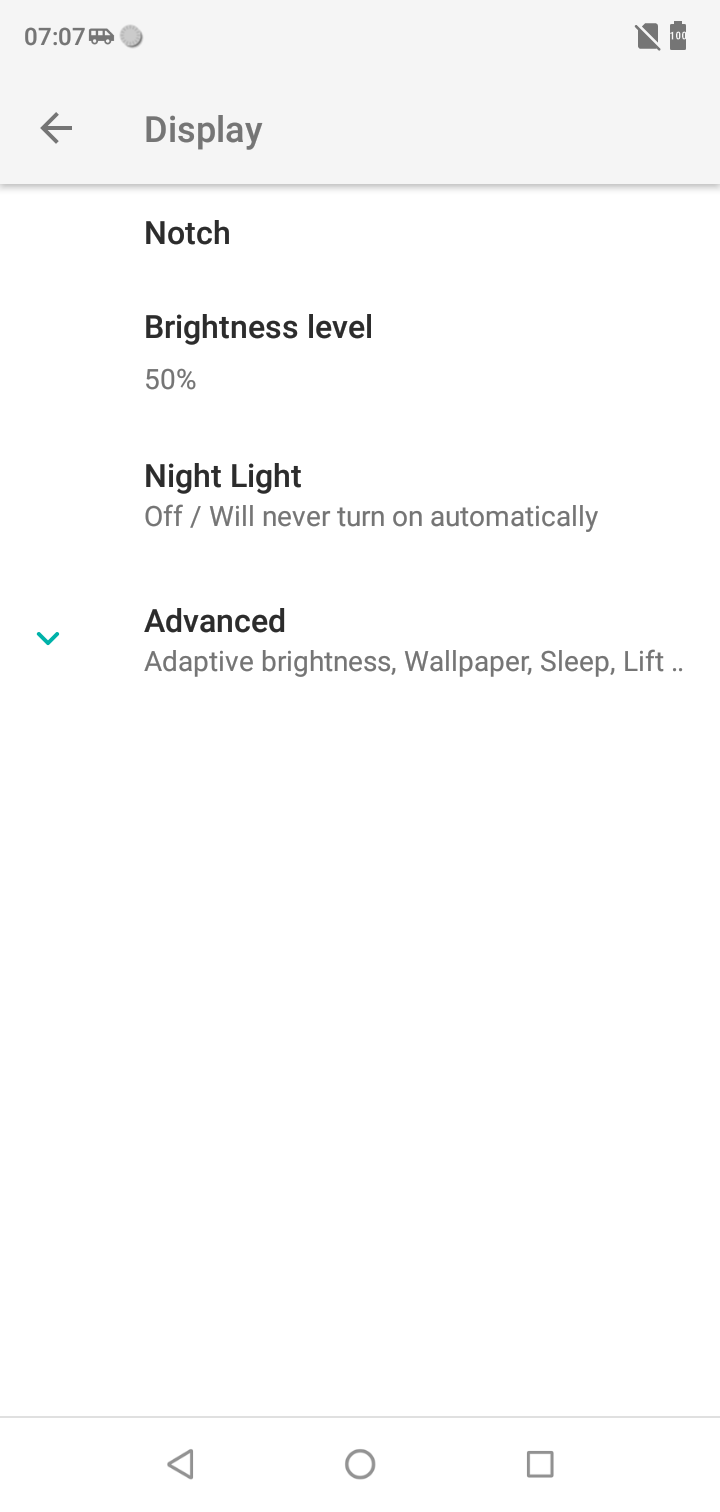 07:07
100
Display
Notch
Brightness level
50%
Night Light
Off / Will never turn on automatically
Advanced
Adaptive brightness, Wallpaper, Sleep, Lift ..